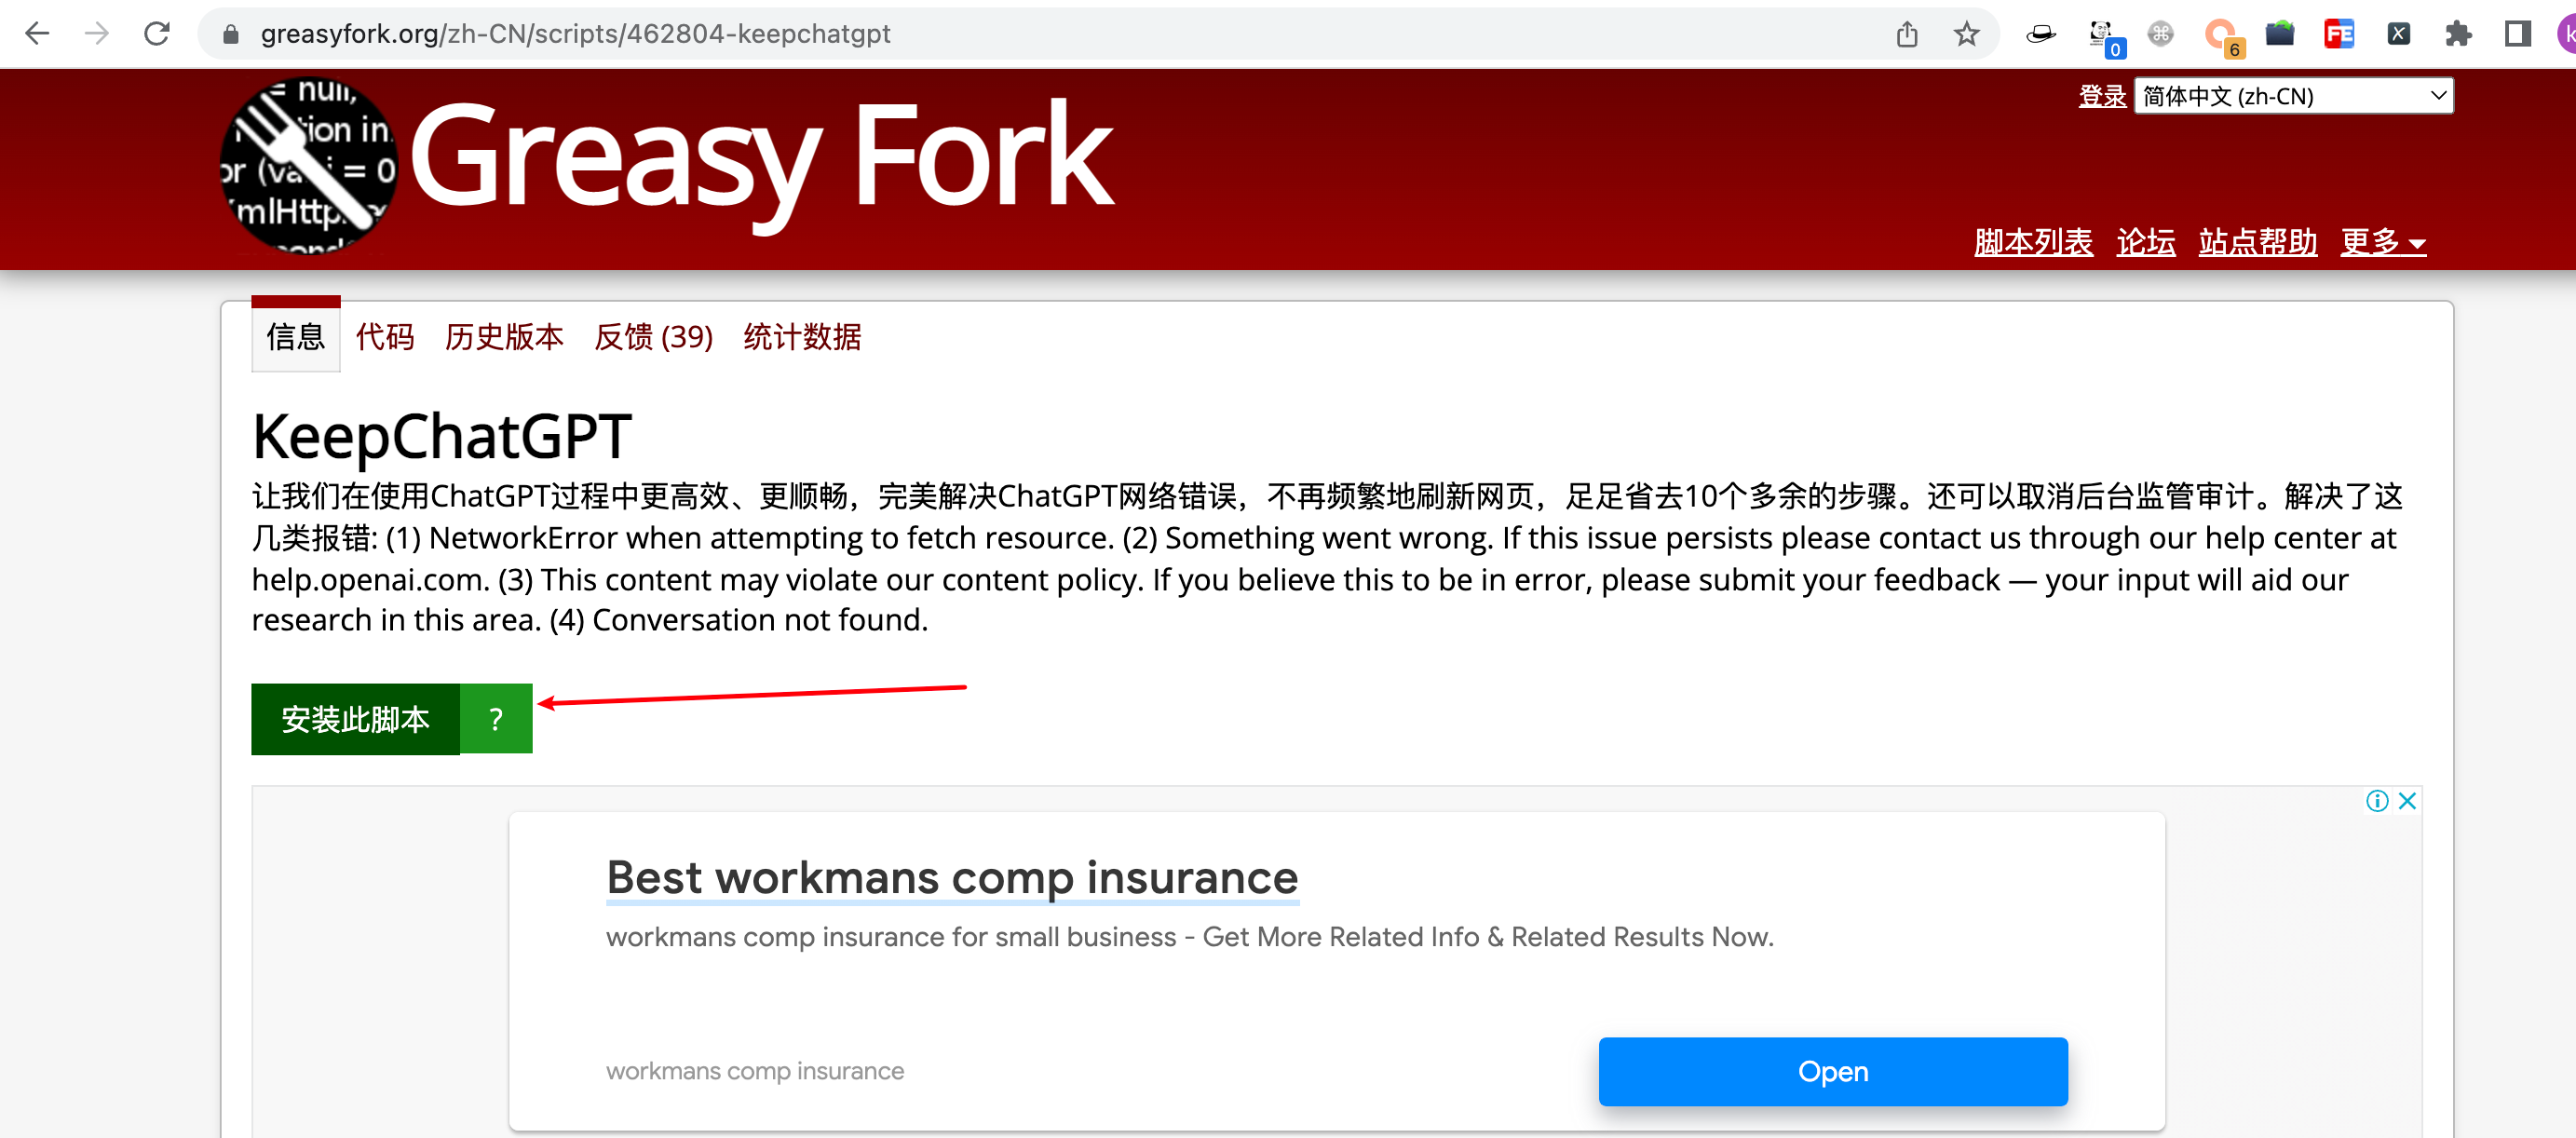 greasyfork.org/zh-CN/scripts/462804-keepchatgpt
0
6
FE
X
k
= null,
tion in
or (va i = 0
mlHttp
Greasy Fork
登录 简体中文 (zh-CN)
脚本列表 论坛 站点帮助 更多
信息 代码 历史版本 反馈 (39) 统计数据
KeepChatGPT
让我们在使用ChatGPT过程中更高效、更顺畅，完美解决ChatGPT网络错误，不再频繁地刷新网页，足足省去10个多余的步骤。还可以取消后台监管审计。解决了这
几类报错: (1) NetworkError when attempting to fetch resource. (2) Something went wrong. If this issue persists please contact us through our help center at
help.openai.com. (3) This content may violate our content policy. If you believe this to be in error, please submit your feedback — your input will aid our
research in this area. (4) Conversation not found.
安装此脚本 ?
Best workmans comp insurance
workmans comp insurance for small business - Get More Related Info & Related Results Now.
workmans comp insurance
Open